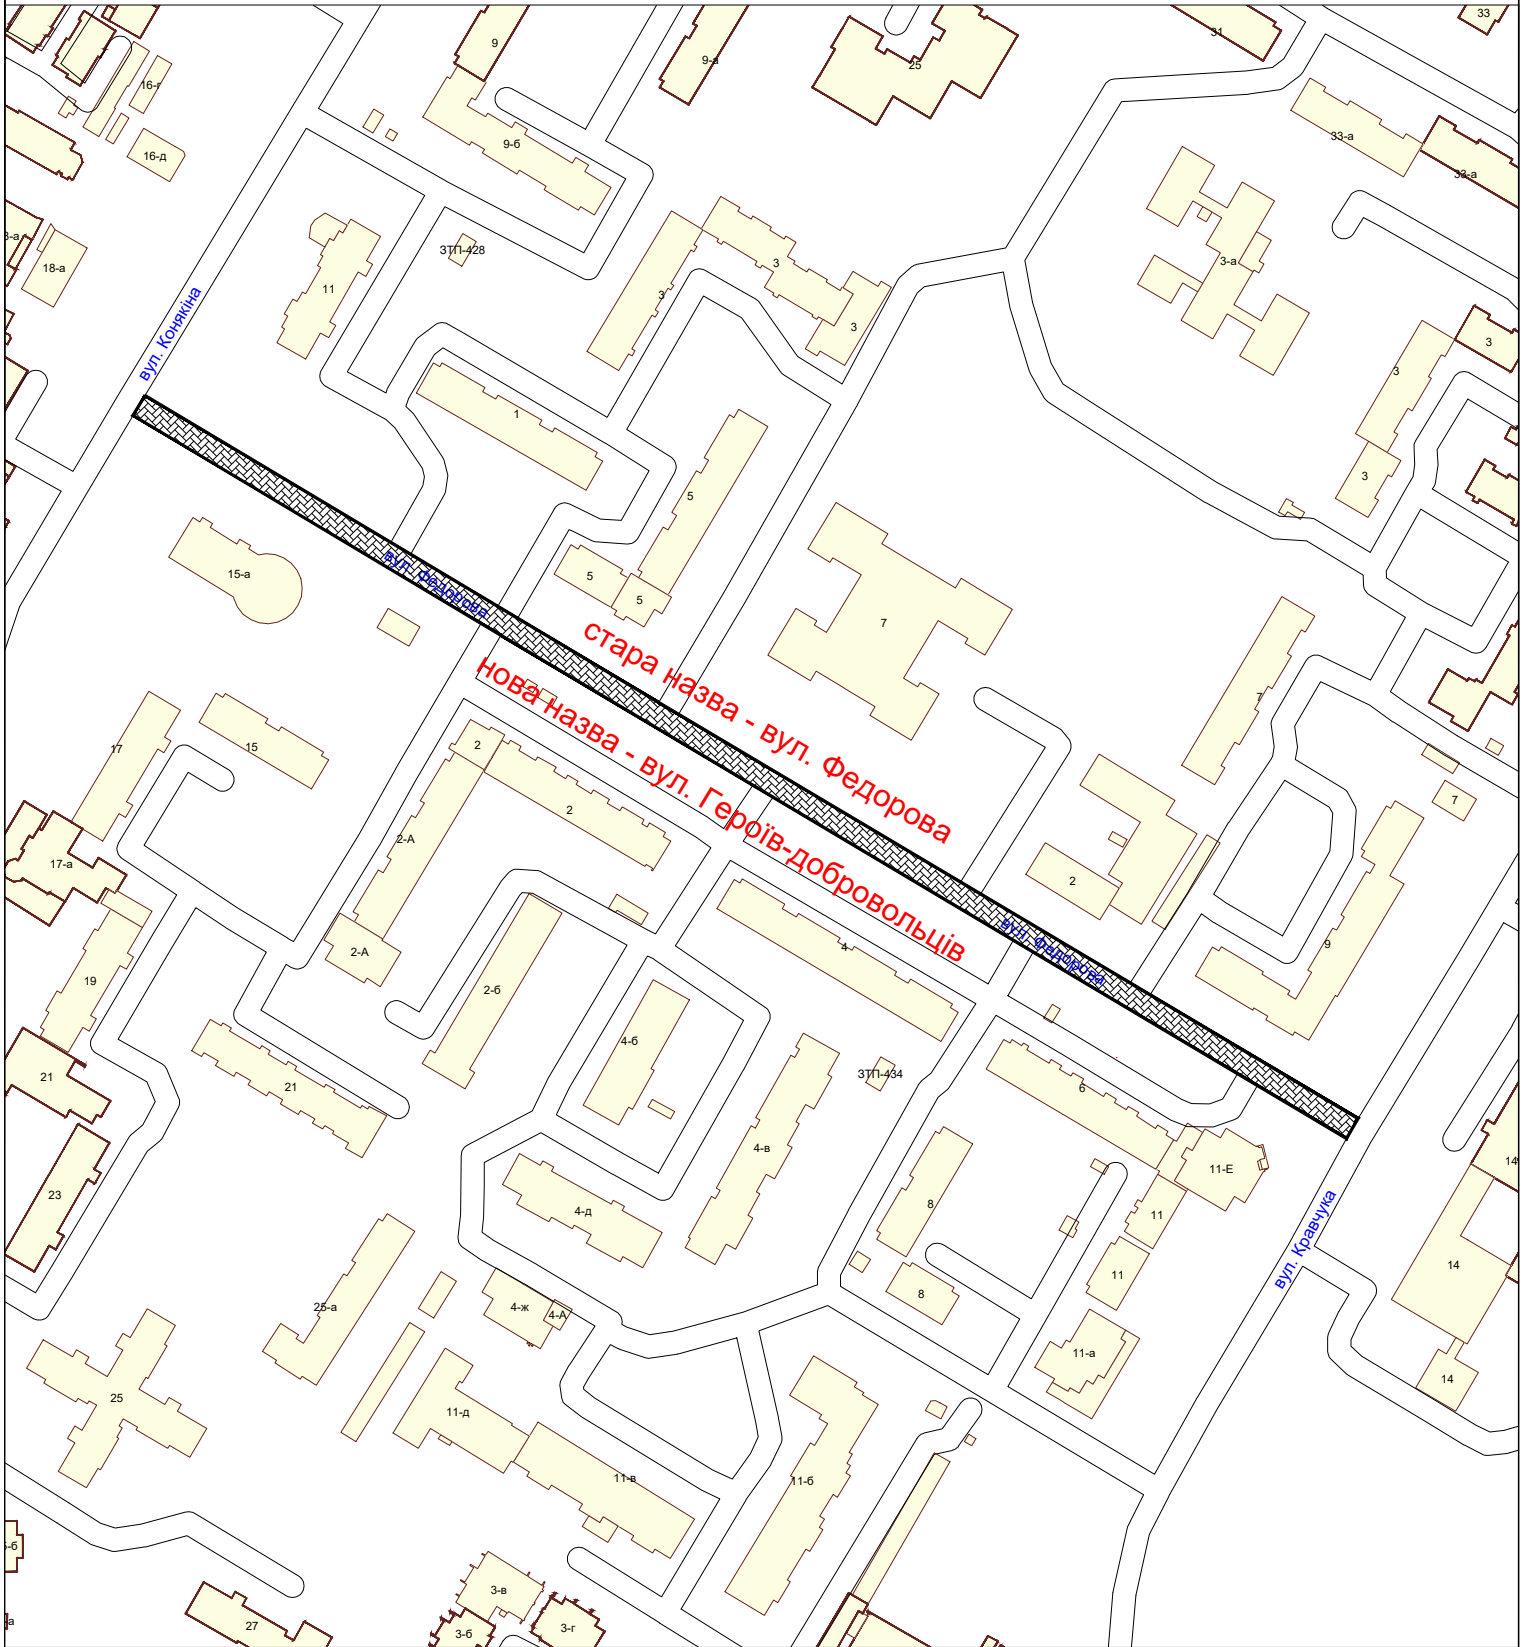 33
9
9-а
25
31
16-г
9-б
33-а
16-д
33-а
3-а
18-а
ЗТП-428
11
3
3
3
3-а
вул. Конякіна
3
3
1
3
5
15-а
вул. Федорова
5
5
7
стара назва - вул. Федорова
нова назва - вул. Героїв-добровольців
7
17
15
2
2
2-А
7
17-а
2
2-А
4
вул. Федорова
9
19
2-б
4-б
21
21
ЗТП-434
6
4-в
11-Е
14
23
4-д
8
11
вул. Кравчука
11
8
14
25-а
4-ж
4-А
11-а
14
25
11-д
11-в
11-б
-б
3-в
а
27
3-б
3-г